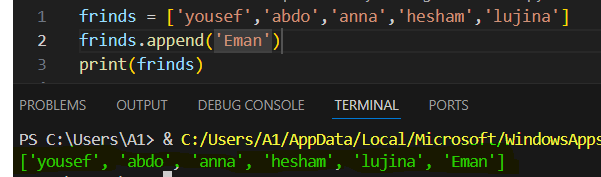 1 frinds = ['yousef','abdo','anna','hesham','lujina']
2 frinds.append('Eman')
3 print(frinds)
PROBLEMS OUTPUT DEBUG CONSOLE TERMINAL PORTS
PS C:\Users\A1> & C:/Users/A1/AppData/Local/Microsoft/WindowsApps
['yousef', 'abdo', 'anna', 'hesham', 'lujina', 'Eman']